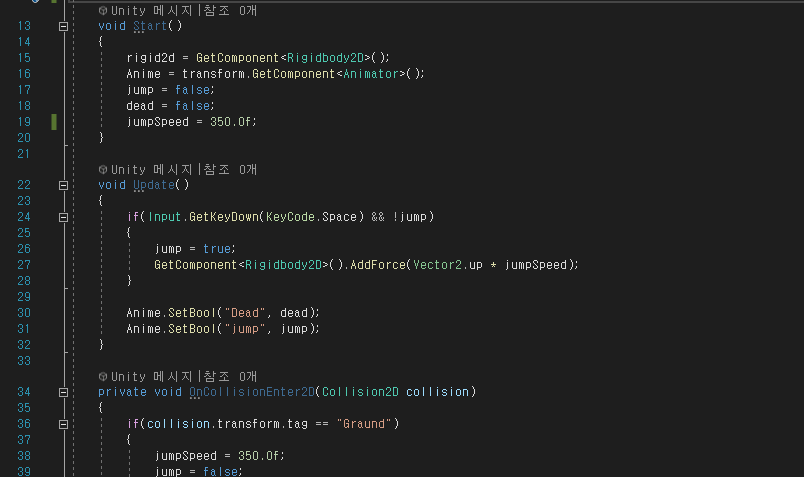 Unity 메시지|참조 0개
13 void Start()
14 {
15 rigid2d = GetComponent<Rigidbody2D>();
16 Anime = transform.GetComponent<Animator>();
17 jump = false;
18 dead = false;
19 jumpSpeed = 350.0f;
20 }
21
Unity 메시지|참조 0개
22 void Update()
23 {
24 if(Input.GetKeyDown(KeyCode.Space) && !jump)
25 {
26 jump = true;
27 GetComponent<Rigidbody2D>().AddForce(Vector2.up * jumpSpeed);
28 }
29
30 Anime.SetBool("Dead", dead);
31 Anime.SetBool("jump", jump);
32 }
33
Unity 메시지|참조 0개
34 private void OnCollisionEnter2D(Collision2D collision)
35 {
36 if(collision.transform.tag == "Graund")
37 {
38 jumpSpeed = 350.0f;
39 jump = false;